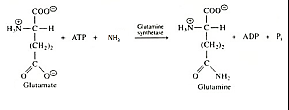 COO⁻
H₃N⊕—C—H
(CH₂)₂
C
O O⁻
Glutamate
+ ATP + NH₃
Glutamine
synthetase
COO⁻
H₃N⊕—C—H
(CH₂)₂
C
O NH₂
Glutamine
+ ADP + Pᵢ